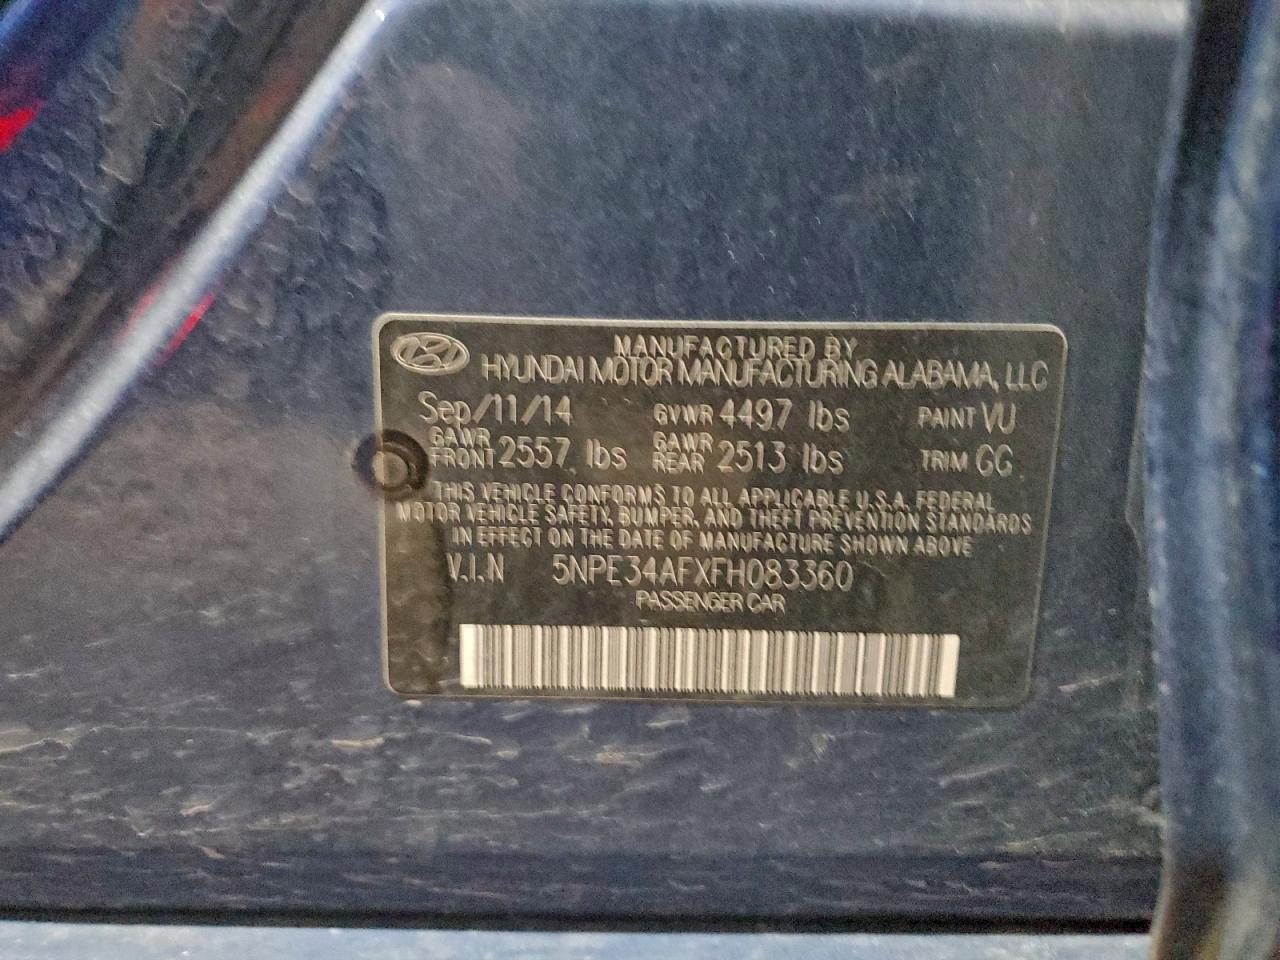 MANUFACTURED BY
HYUNDAI MOTOR MANUFACTURING ALABAMA, LLC
Sep/11/14 GVWR 4497 lbs PAINT VU
GAWR FRONT 2557 lbs GAWR REAR 2513 lbs TRIM GG
THIS VEHICLE CONFORMS TO ALL APPLICABLE U.S.A. FEDERAL
MOTOR VEHICLE SAFETY, BUMPER, AND THEFT PREVENTION STANDARDS
IN EFFECT ON THE DATE OF MANUFACTURE SHOWN ABOVE
V.I.N 5NPE34AFXFH083360
PASSENGER CAR